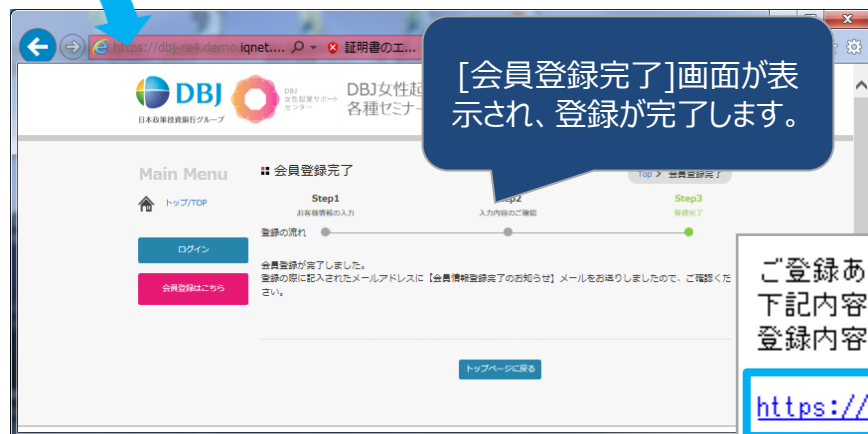 https://dbj-re4.demo.iqnet....
証明書のエ...
[会員登録完了]画面が表
示され、登録が完了します。
DBJ
日本政策投資銀行グループ
DBJ
女性起業サポート
センター
DBJ女性起
各種セミナ
Main Menu
トップ/TOP
ログイン
会員登録はこちら
会員登録完了
Top > 会員登録完了
Step1
お客様情報の入力
入力内容のご確認
Step3
登録完了
登録の流れ
会員登録が完了しました。
登録の際に記入されたメールアドレスに【会員情報登録完了のお知らせ】メールをお送りしましたので、ご確認くだ
さい。
トップページに戻る
ご登録あ
下記内容
登録内容
https://